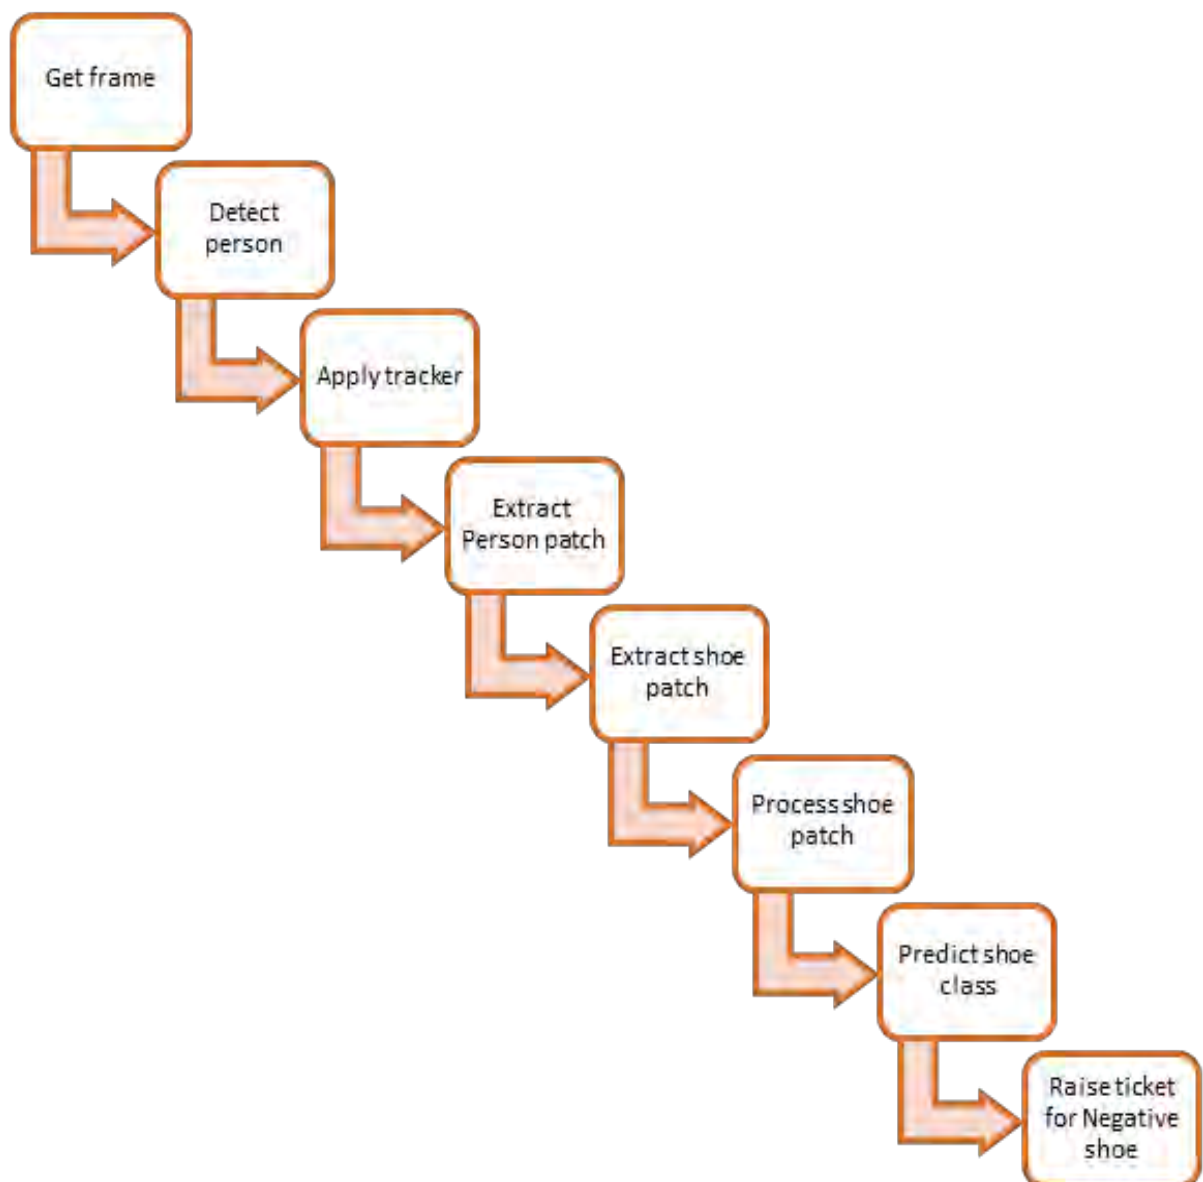 Get frame
Detect
person
Apply tracker
Extract
Person patch
Extract shoe
patch
Process shoe
patch
Predict shoe
class
Raise ticket
for Negative
shoe